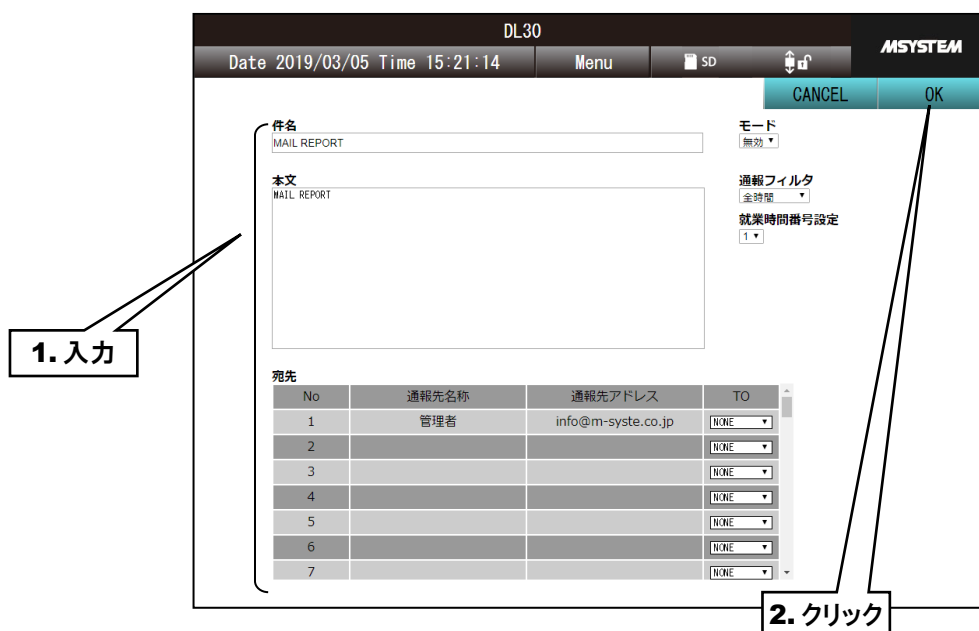 DL30
MSYSTEM
Date 2019/03/05 Time 15:21:14 Menu SD
CANCEL OK
件名
MAIL REPORT
モード
無効
本文
MAIL REPORT
通報フィルタ
全時間
就業時間番号設定
1
1. 入力
宛先
No 通報先名称 通報先アドレス TO
1 管理者 info@m-syste.co.jp NONE
2 NONE
3 NONE
4 NONE
5 NONE
6 NONE
7 NONE
2. クリック